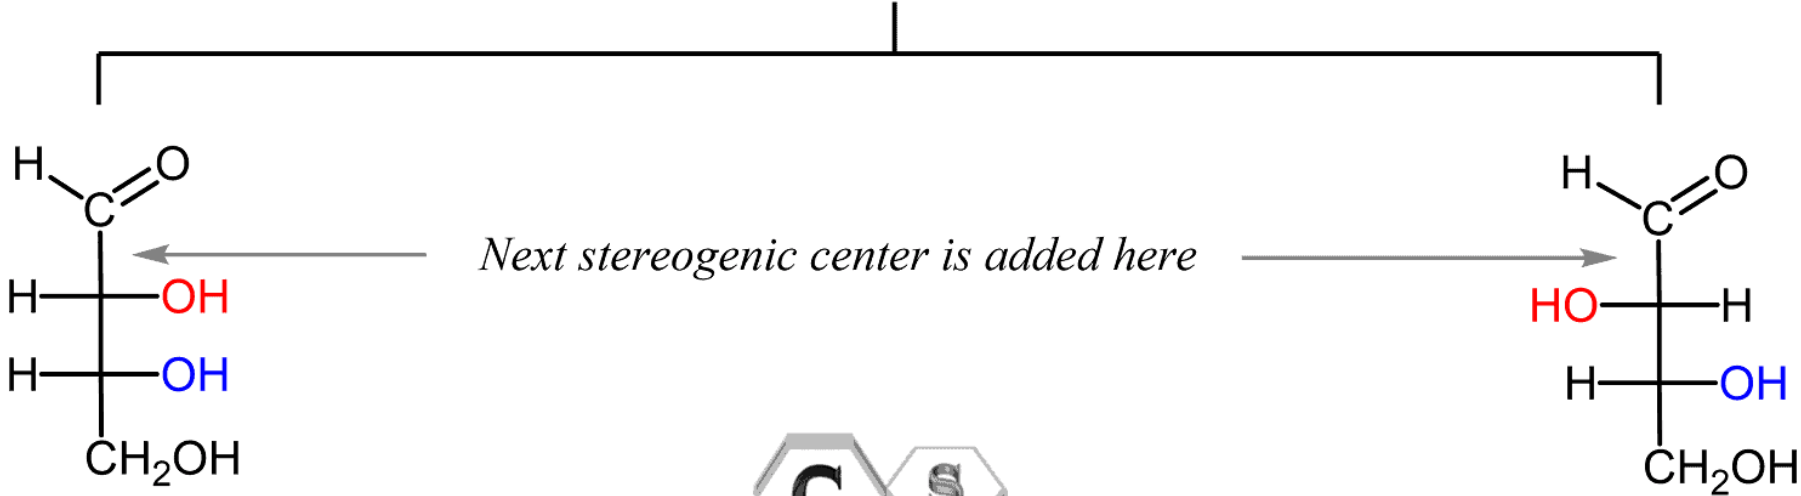 H O
C
H OH
H OH
CH₂OH
Next stereogenic center is added here
H O
C
HO H
H OH
CH₂OH
C S